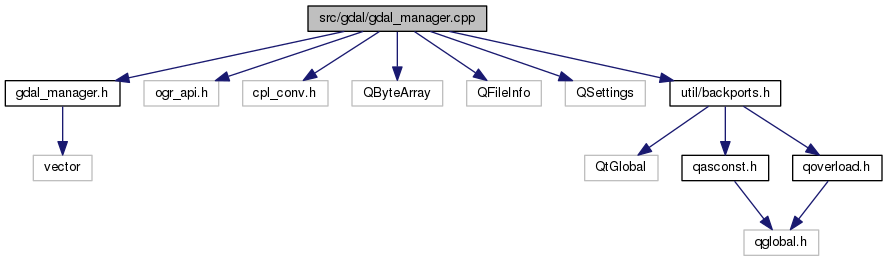 src/gdal/gdal_manager.cpp
gdal_manager.h
ogr_api.h
cpl_conv.h
QByteArray
QFileInfo
QSettings
util/backports.h
vector
QtGlobal
qasconst.h
qoverload.h
qglobal.h